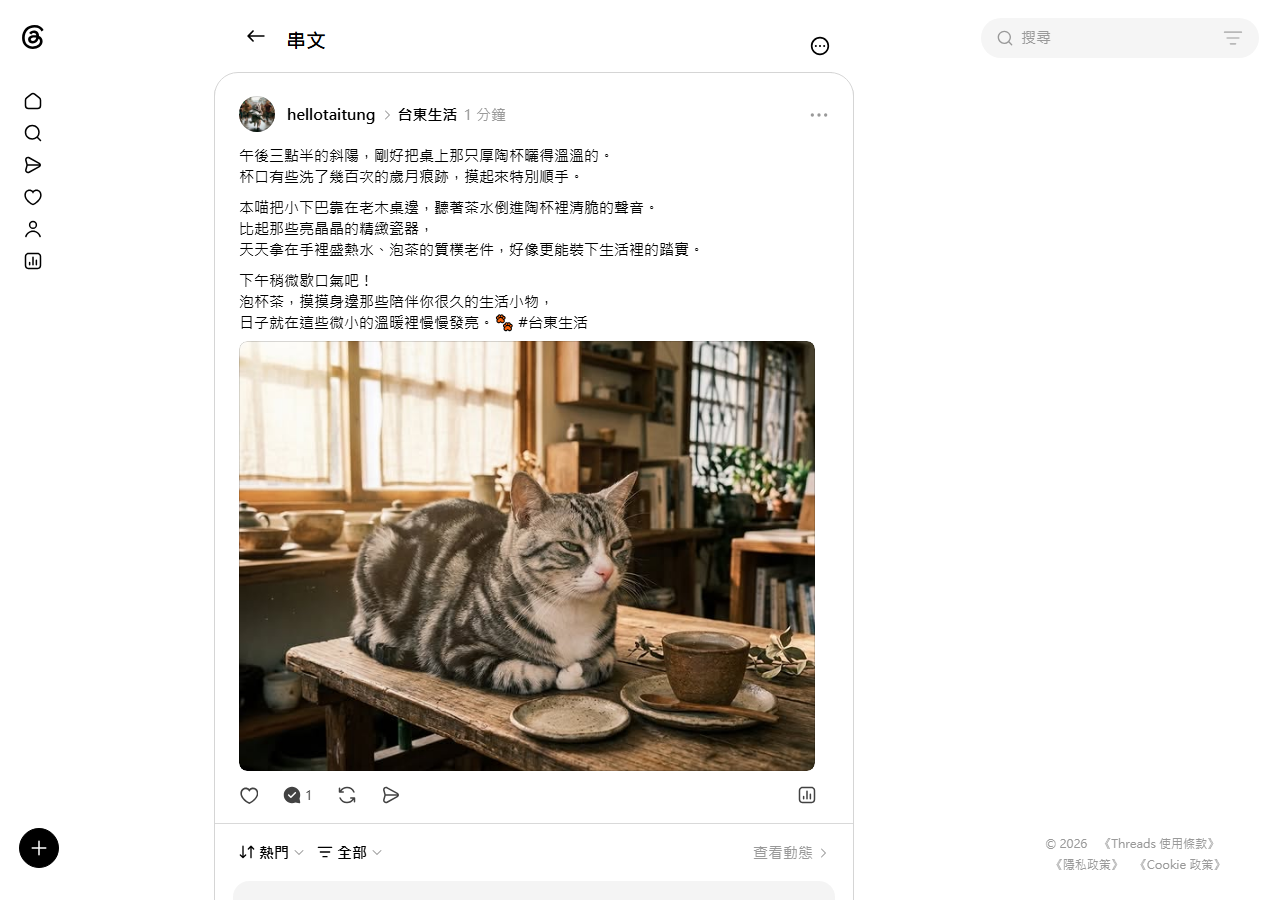 串文
搜尋
hellotaitung
台東生活
1 分鐘
午後三點半的斜陽，剛好把桌上那只厚陶杯曬得溫溫的。
杯口有些洗了幾百次的歲月痕跡，摸起來特別順手。
本喵把小下巴靠在老木桌邊，聽著茶水倒進陶杯裡清脆的聲音。
比起那些亮晶晶的精緻瓷器，
天天拿在手裡盛熱水、泡茶的質樸老件，好像更能裝下生活裡的踏實。
下午稍微歇口氣吧！
泡杯茶，摸摸身邊那些陪伴你很久的生活小物，
日子就在這些微小的溫暖裡慢慢發亮。🐾 #台東生活
1
熱門
全部
查看動態
© 2026
《Threads 使用條款》
《隱私政策》
《Cookie 政策》